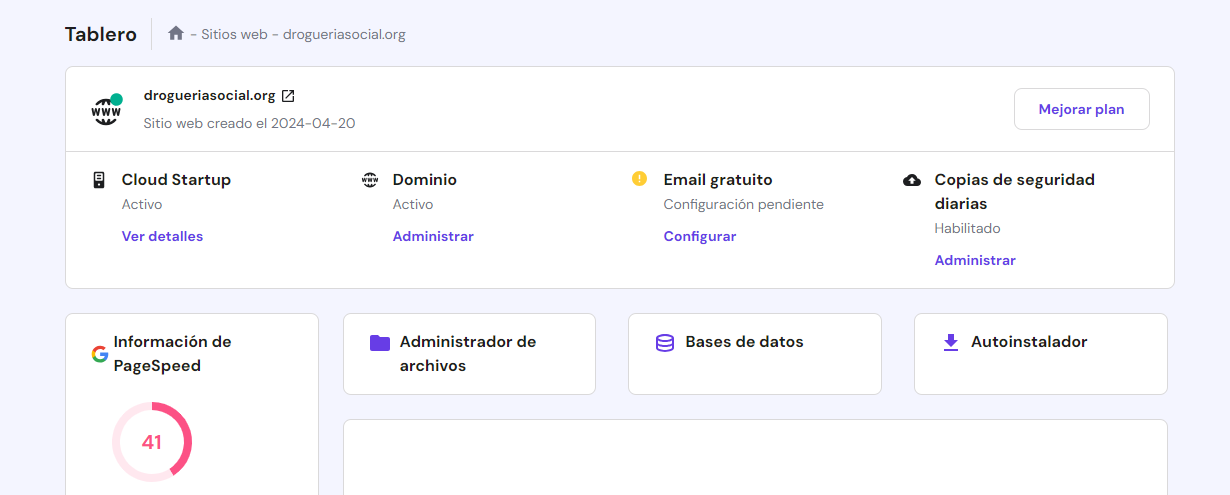 Tablero
- Sitios web - drogueriasocial.org
drogueriasocial.org
Sitio web creado el 2024-04-20
Mejorar plan
www
Cloud Startup
Activo
Ver detalles
www
Dominio
Activo
Administrar
Email gratuito
Configuración pendiente
Configurar
Copias de seguridad
diarias
Habilitado
Administrar
G
Información de
PageSpeed
41
Administrador de
archivos
Bases de datos
Autoinstalador